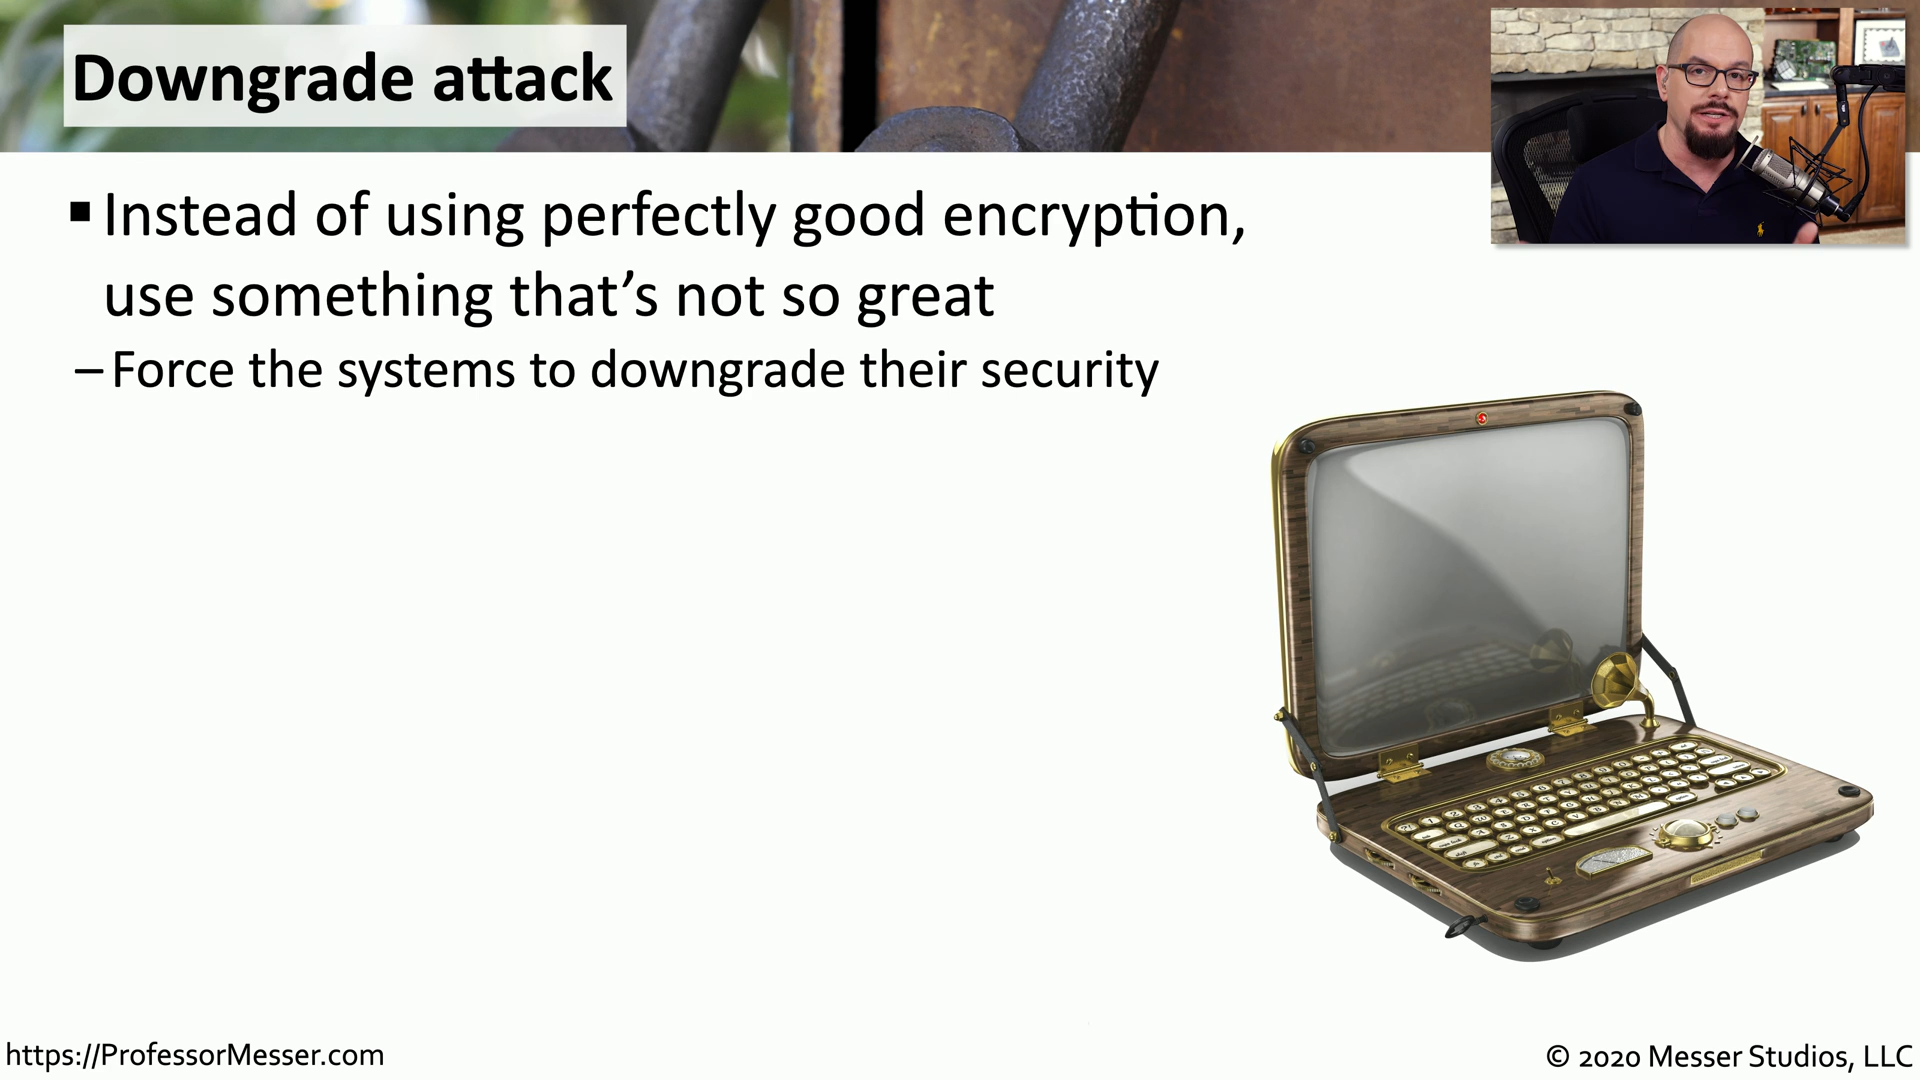 Downgrade attack
▪ Instead of using perfectly good encryption,
use something that’s not so great
– Force the systems to downgrade their security
https://ProfessorMesser.com
© 2020 Messer Studios, LLC